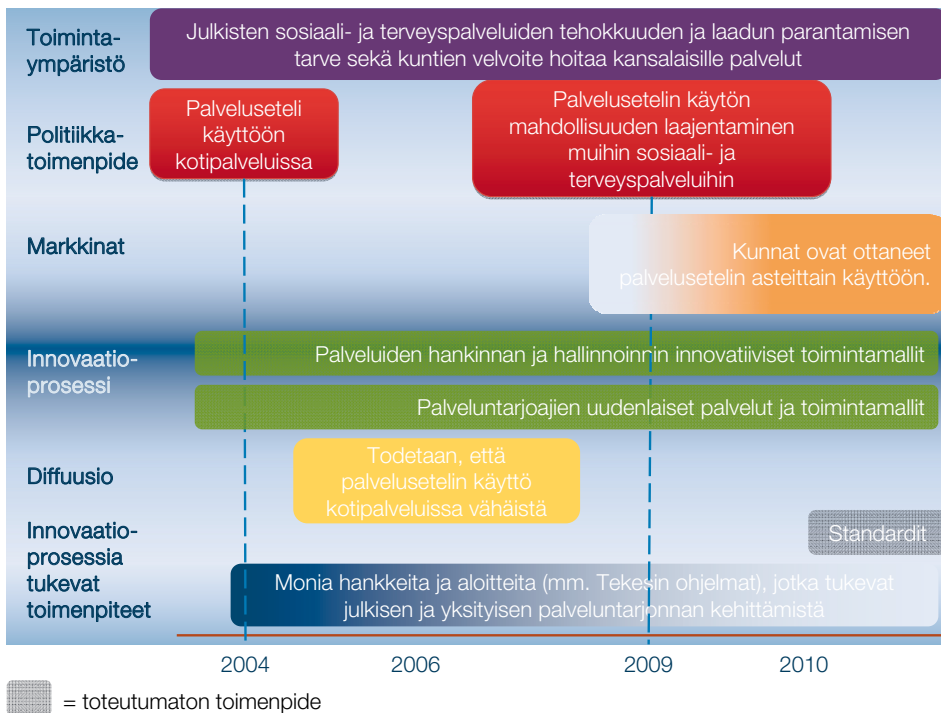 Toiminta-
ympäristö
Julkisten sosiaali- ja terveyspalveluiden tehokkuuden ja laadun parantamisen
tarve sekä kuntien velvoite hoitaa kansalaisille palvelut
Politiikka-
toimenpide
Palveluseteli
käyttöön
kotipalveluissa
Palvelusetelin käytön
mahdollisuuden laajentaminen
muihin sosiaali- ja
terveyspalveluihin
Markkinat
Kunnat ovat ottaneet
palvelusetelin asteittain käyttöön.
Innovaatio-
prosessi
Palveluiden hankinnan ja hallinnoinnin innovatiiviset toimintamallit
Palveluntarjoajien uudenlaiset palvelut ja toimintamallit
Diffuusio
Todetaan, että
palvelusetelin käyttö
kotipalveluissa vähäistä
Innovaatio-
prosessia
tukevat
toimenpiteet
Standardit
Monia hankkeita ja aloitteita (mm. Tekesin ohjelmat), jotka tukevat
julkisen ja yksityisen palveluntarjonnan kehittämistä
2004 2006 2009 2010
= toteutumaton toimenpide